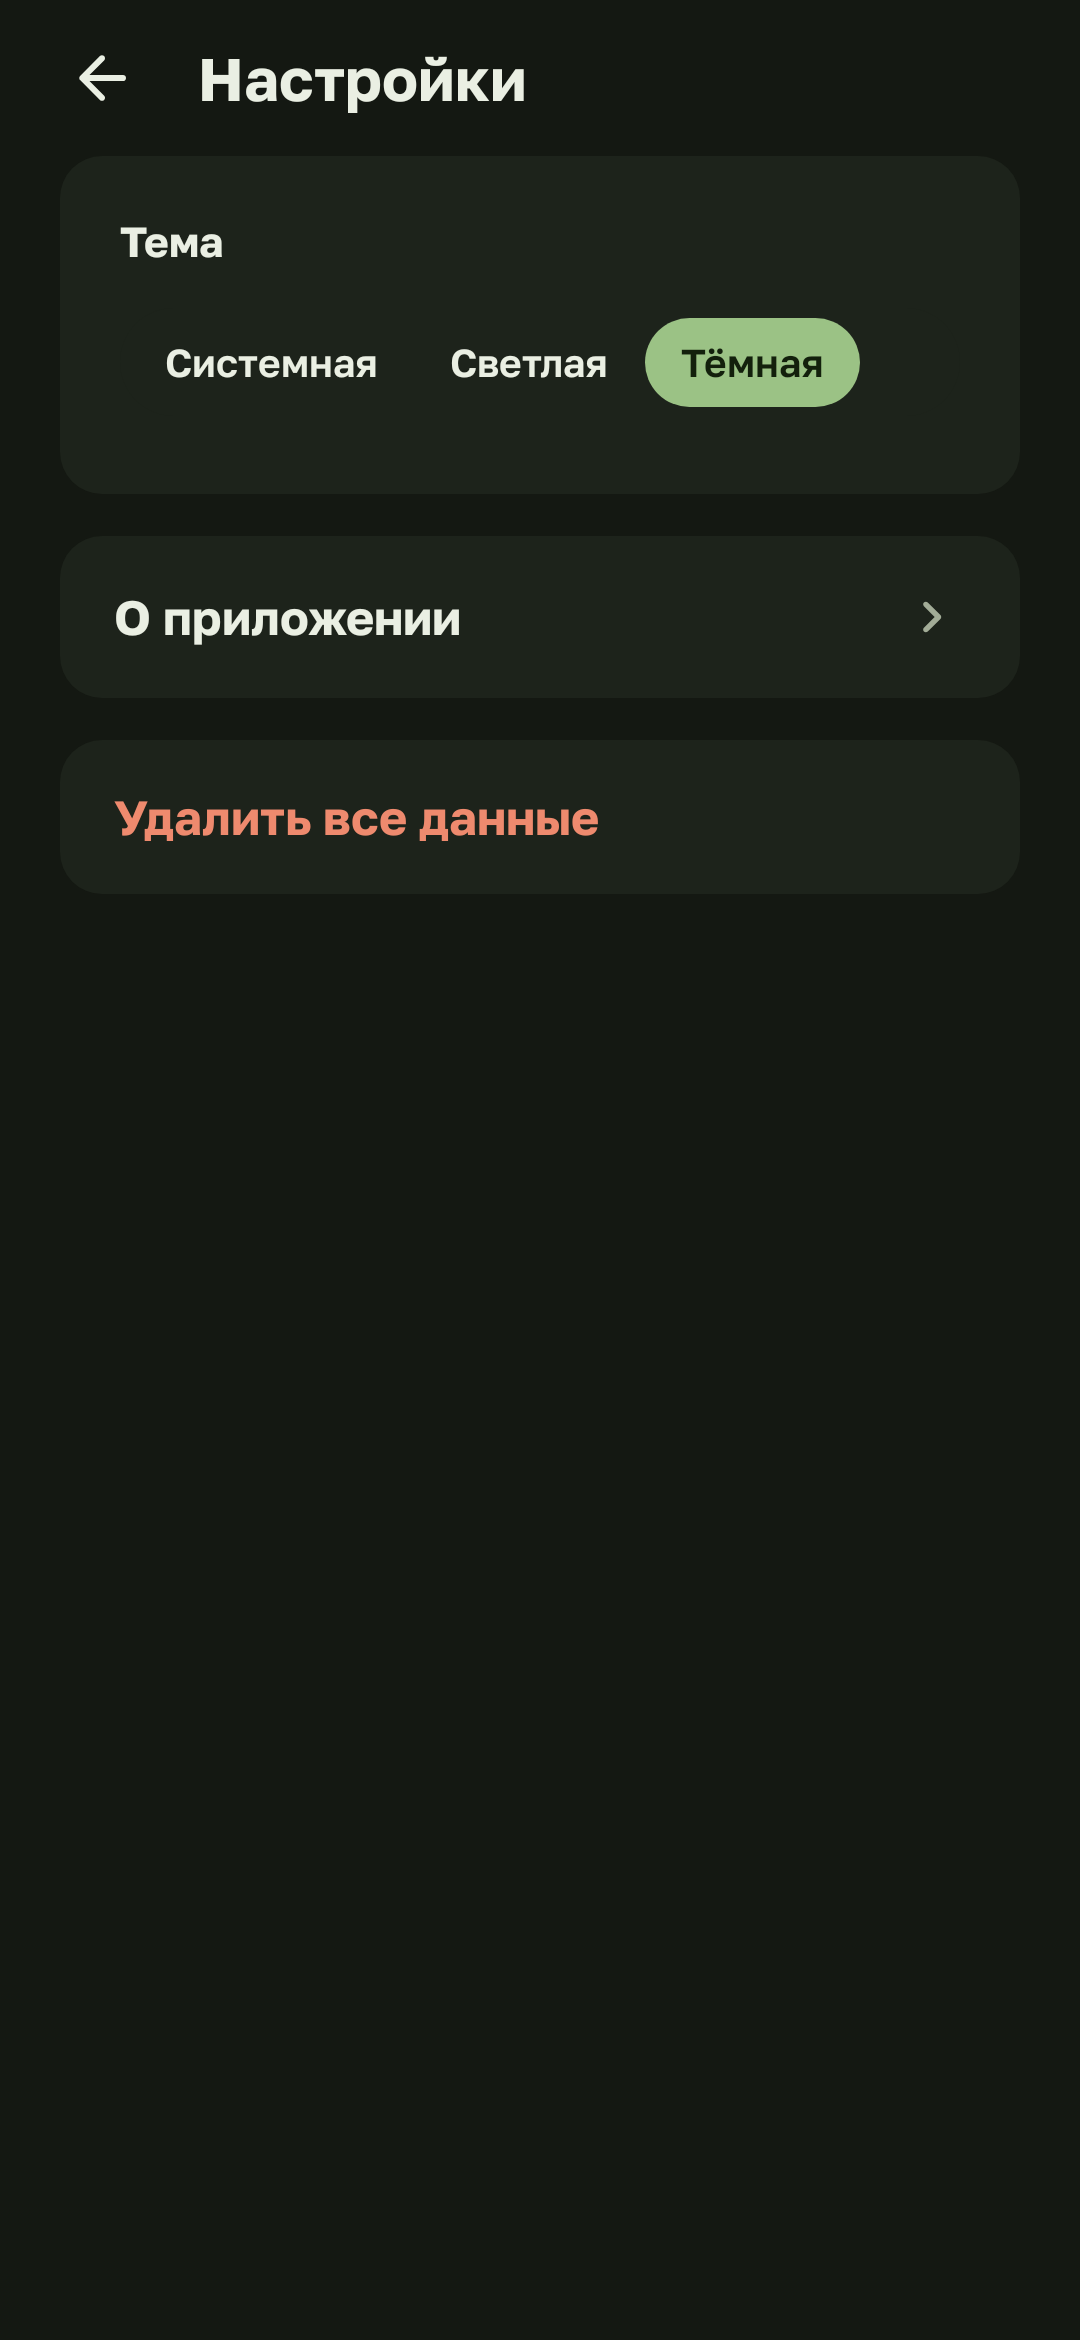 Настройки
Тема
Системная Светлая Тёмная
О приложении
Удалить все данные